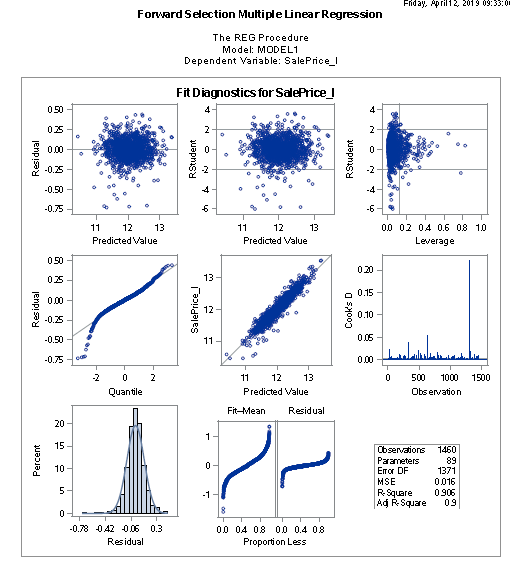 Friday, April 12, 2019 09:33:0
Forward Selection Multiple Linear Regression
The REG Procedure
Model: MODEL1
Dependent Variable: SalePrice_l
Fit Diagnostics for SalePrice_l
0.50
0.25
0.00
-0.25
-0.50
-0.75
Residual
11 12 13
Predicted Value
4
2
0
-2
-4
-6
RStudent
11 12 13
Predicted Value
4
2
0
-2
-4
-6
RStudent
0.0 0.2 0.4 0.6 0.8 1.0
Leverage
0.50
0.25
0.00
-0.25
-0.50
-0.75
Residual
-2 0 2
Quantile
13
12
11
SalePrice_l
11 12 13
Predicted Value
0.20
0.15
0.10
0.05
0.00
Cook's D
0 500 1000 1500
Observation
20
15
10
5
0
Percent
-0.78 -0.42 -0.06 0.3
Residual
Fit–Mean Residual
1
0
-1
0.0 0.4 0.8 0.0 0.4 0.8
Proportion Less
Observations 1460
Parameters 89
Error DF 1371
MSE 0.016
R-Square 0.906
Adj R-Square 0.9